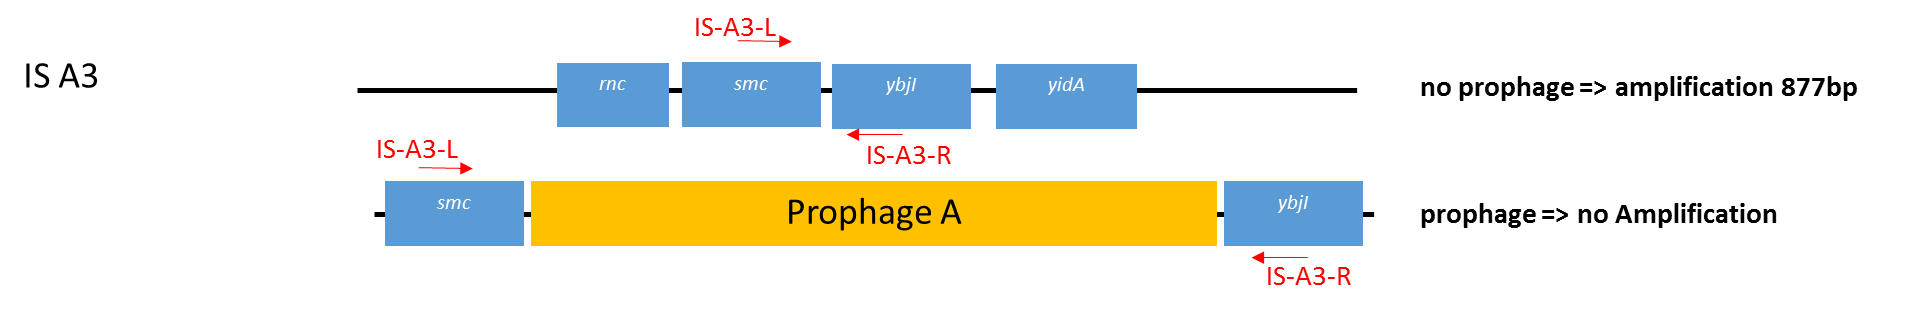 IS-A3-L
IS A3
rnc
smc
ybjI
yidA
no prophage => amplification 877bp
IS-A3-L
IS-A3-R
smc
Prophage A
ybjI
prophage => no Amplification
IS-A3-R